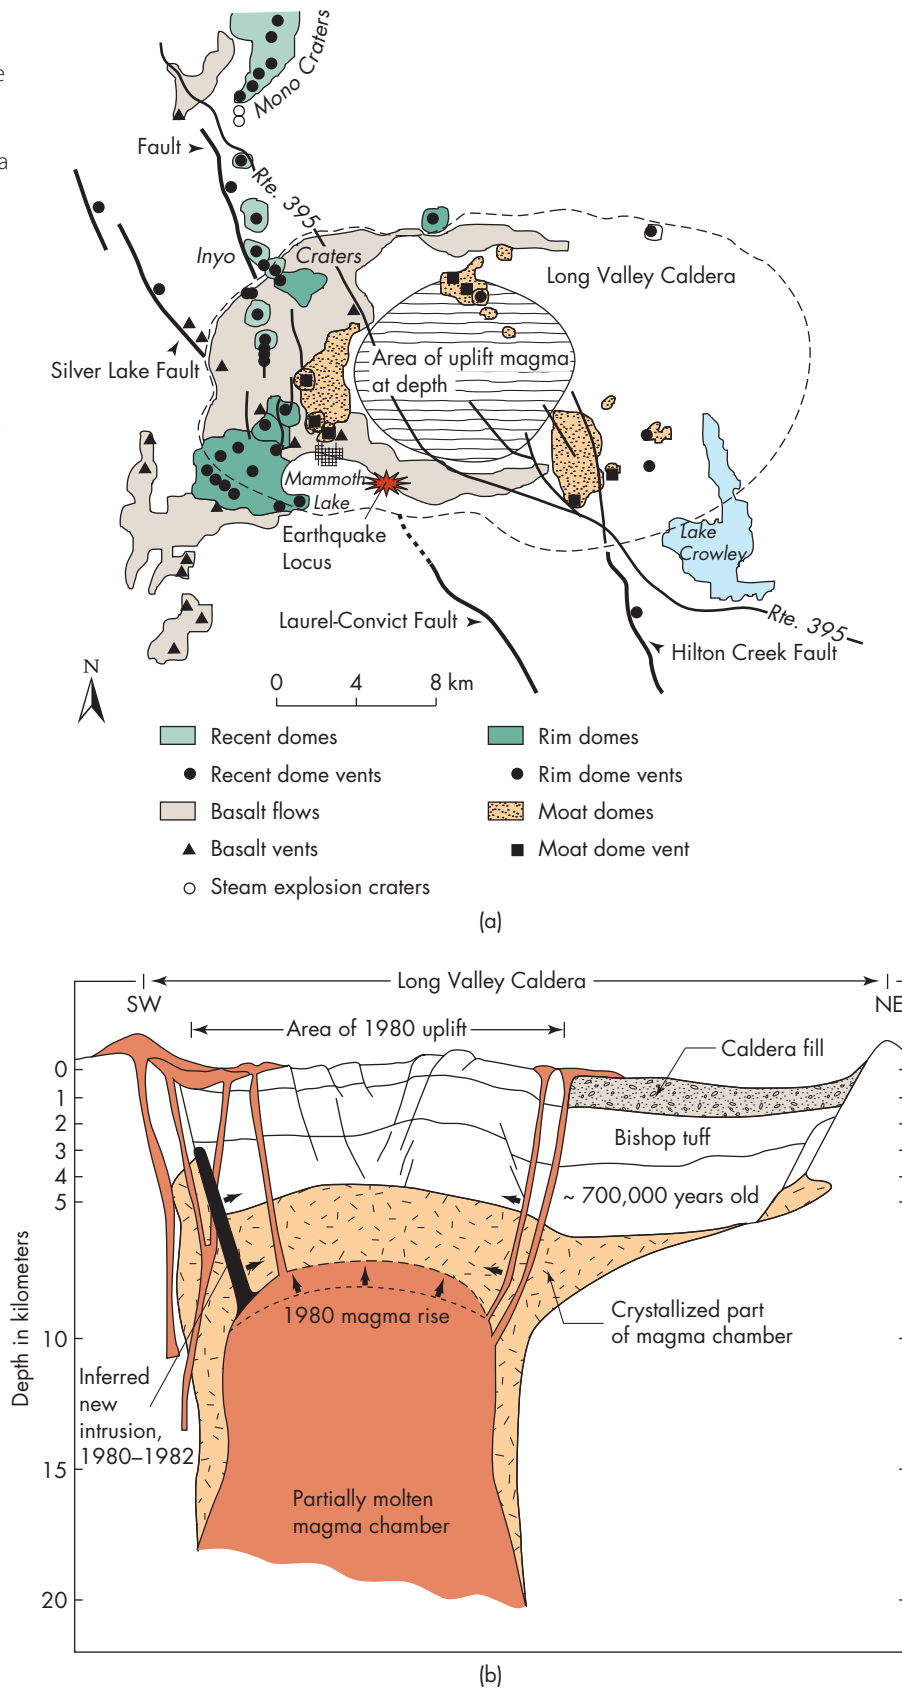 e
a
Mono Craters
Fault
Rte. 395
Inyo
Craters
Long Valley Caldera
Silver Lake Fault
Area of uplift magma
at depth
Mammoth
Lake
Earthquake
Locus
Lake
Crowley
Laurel-Convict Fault
Rte. 395
Hilton Creek Fault
N
0 4 8 km
Recent domes
Rim domes
Recent dome vents
Rim dome vents
Basalt flows
Moat domes
Basalt vents
Moat dome vent
Steam explosion craters
(a)
Long Valley Caldera
SW
NE
Area of 1980 uplift
Caldera fill
0
1
2
3
4
5
10
15
20
Depth in kilometers
Bishop tuff
~ 700,000 years old
1980 magma rise
Crystallized part
of magma chamber
Inferred
new
intrusion,
1980–1982
Partially molten
magma chamber
(b)